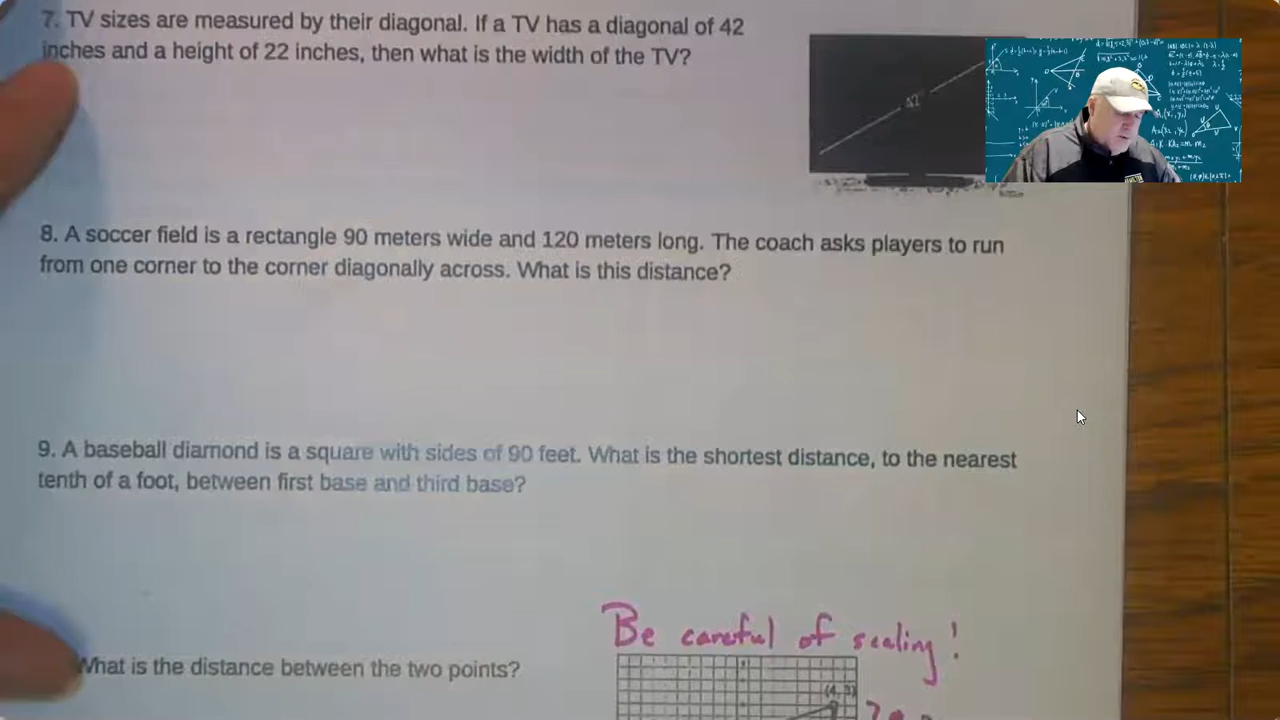 7. TV sizes are measured by their diagonal. If a TV has a diagonal of 42
inches and a height of 22 inches, then what is the width of the TV?
42
8. A soccer field is a rectangle 90 meters wide and 120 meters long. The coach asks players to run
from one corner to the corner diagonally across. What is this distance?
9. A baseball diamond is a square with sides of 90 feet. What is the shortest distance, to the nearest
tenth of a foot, between first base and third base?
Be careful of scaling!
What is the distance between the two points?